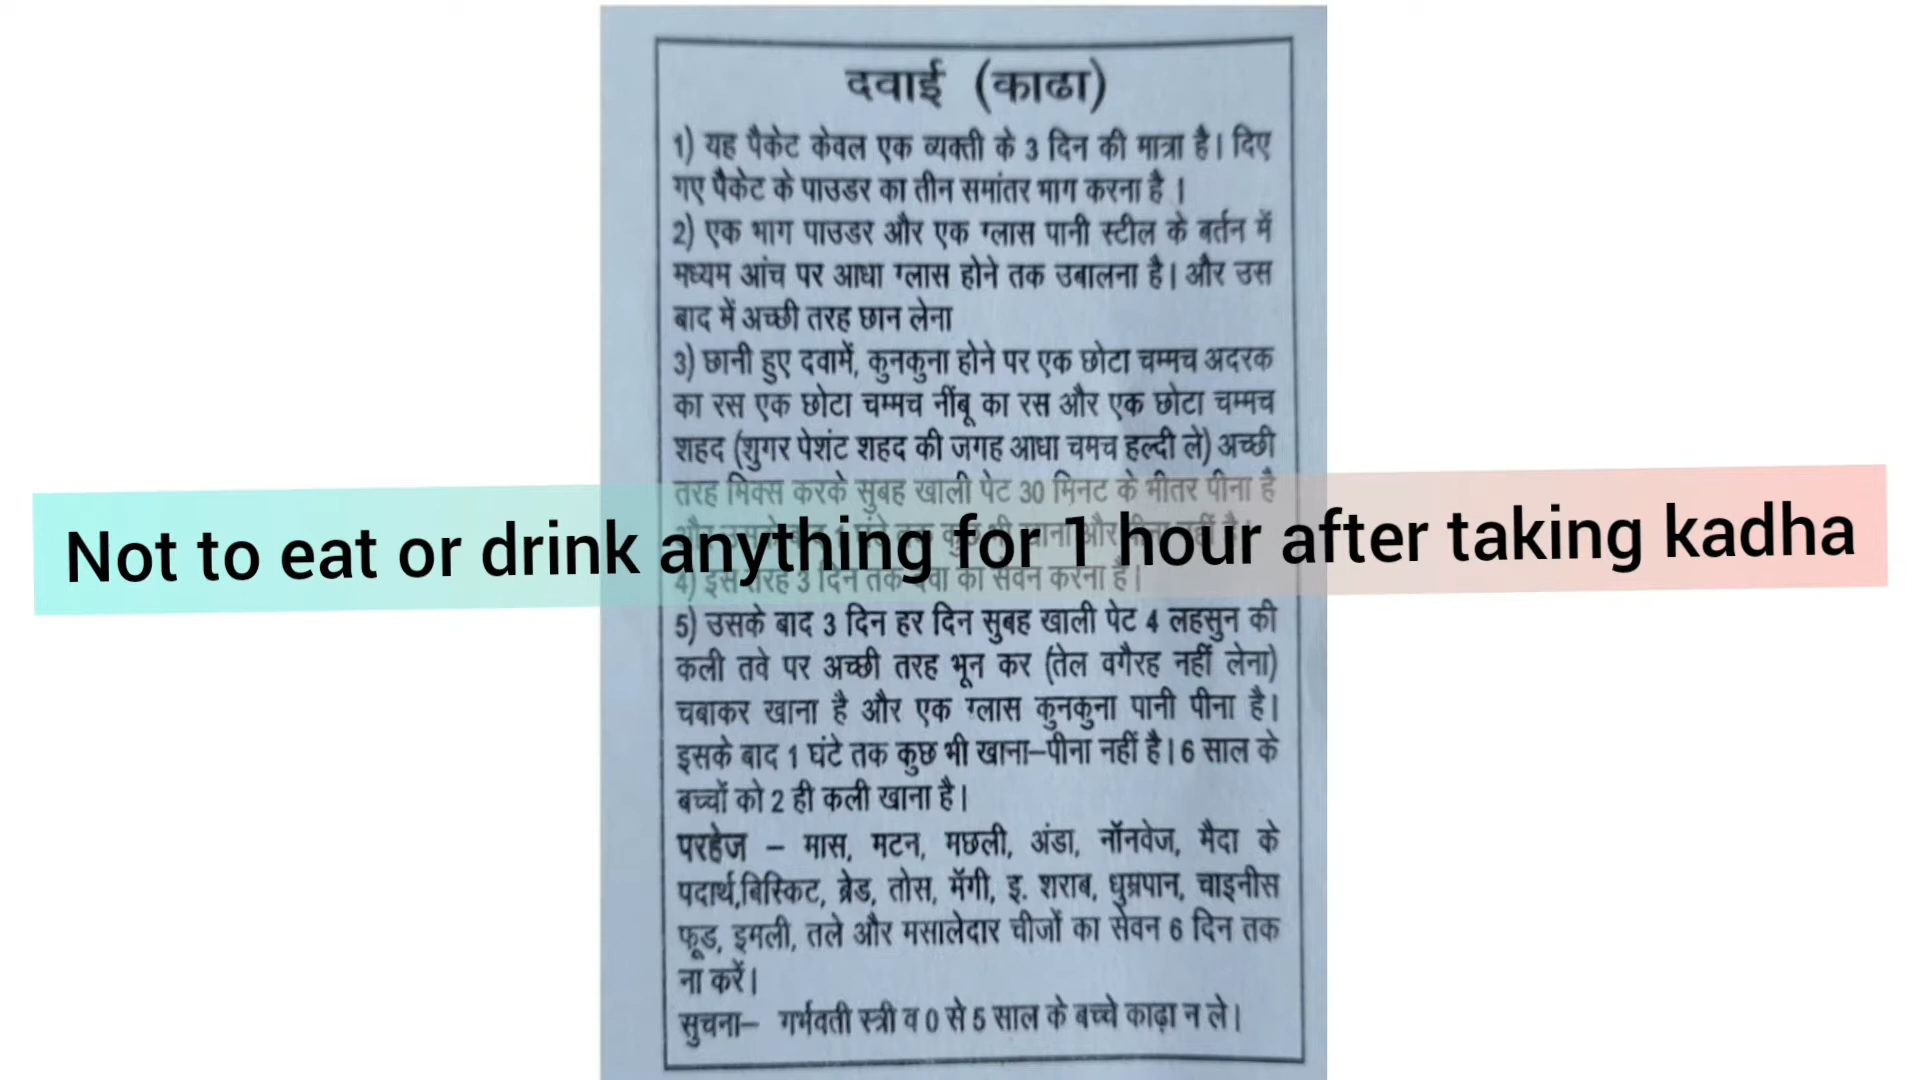 दवाई (काढा)
1) यह पैकेट केवल एक व्यक्ती के 3 दिन की मात्रा है। दिए
गए पैकेट के पाउडर का तीन समांतर भाग करना है ।
2) एक भाग पाउडर और एक ग्लास पानी स्टील के बर्तन में
मध्यम आंच पर आधा ग्लास होने तक उबालना है। और उस
बाद में अच्छी तरह छान लेना
3) छानी हुए दवामें, कुनकुना होने पर एक छोटा चम्मच अदरक
का रस एक छोटा चम्मच नींबू का रस और एक छोटा चम्मच
शहद (शुगर पेशंट शहद की जगह आधा चमच हल्दी ले) अच्छी
तरह मिक्स करके सुबह खाली पेट 30 मिनट के भीतर पीना है
Not to eat or drink anything for 1 hour after taking kadha
4) इस तरह 3 दिन तक दवा का सेवन करना है।
5) उसके बाद 3 दिन हर दिन सुबह खाली पेट 4 लहसुन की
कली तवे पर अच्छी तरह भून कर (तेल वगैरह नहीं लेना)
चबाकर खाना है और एक ग्लास कुनकुना पानी पीना है।
इसके बाद 1 घंटे तक कुछ भी खाना–पीना नहीं है। 6 साल के
बच्चों को 2 ही कली खाना है।
परहेज – मास, मटन, मछली, अंडा, नॉनवेज, मैदा के
पदार्थ,बिस्किट, ब्रेड, तोस, मॅगी, इ. शराब, धुम्रपान, चाइनीस
फूड, इमली, तले और मसालेदार चीजों का सेवन 6 दिन तक
ना करें।
सुचना– गर्भवती स्त्री व 0 से 5 साल के बच्चे काढ़ा न ले।